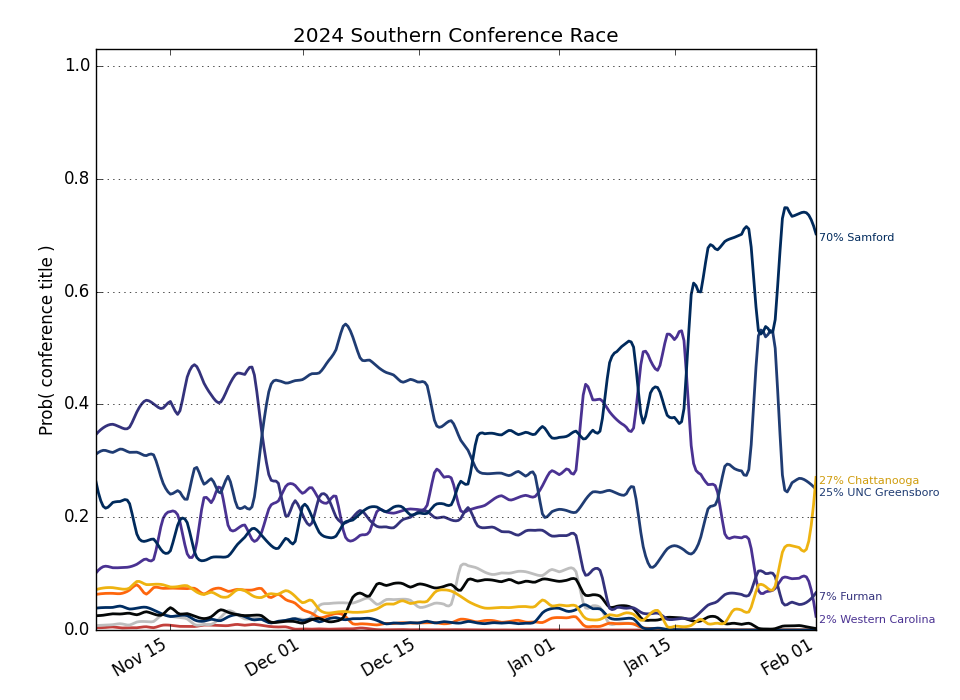 2024 Southern Conference Race
Prob( conference title )
1.0
0.8
0.6
0.4
0.2
0.0
70% Samford
27% Chattanooga
25% UNC Greensboro
7% Furman
2% Western Carolina
Nov 15
Dec 01
Dec 15
Jan 01
Jan 15
Feb 01